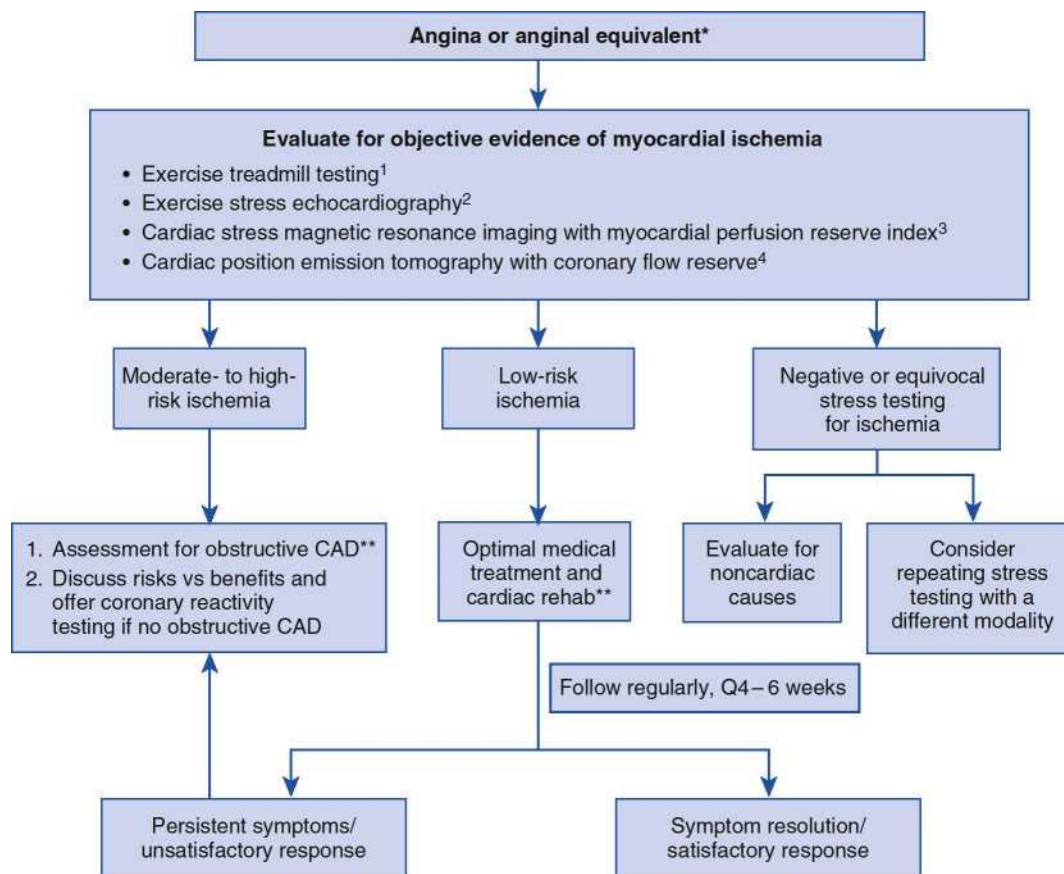 Angina or anginal equivalent*
Evaluate for objective evidence of myocardial ischemia
• Exercise treadmill testing1
• Exercise stress echocardiography2
• Cardiac stress magnetic resonance imaging with myocardial perfusion reserve index3
• Cardiac position emission tomography with coronary flow reserve4
Moderate- to high-
risk ischemia
Low-risk
ischemia
Negative or equivocal
stress testing
for ischemia
1. Assessment for obstructive CAD**
2. Discuss risks vs benefits and
offer coronary reactivity
testing if no obstructive CAD
Optimal medical
treatment and
cardiac rehab**
Evaluate for
noncardiac
causes
Consider
repeating stress
testing with a
different modality
Follow regularly, Q4–6 weeks
Persistent symptoms/
unsatisfactory response
Symptom resolution/
satisfactory response